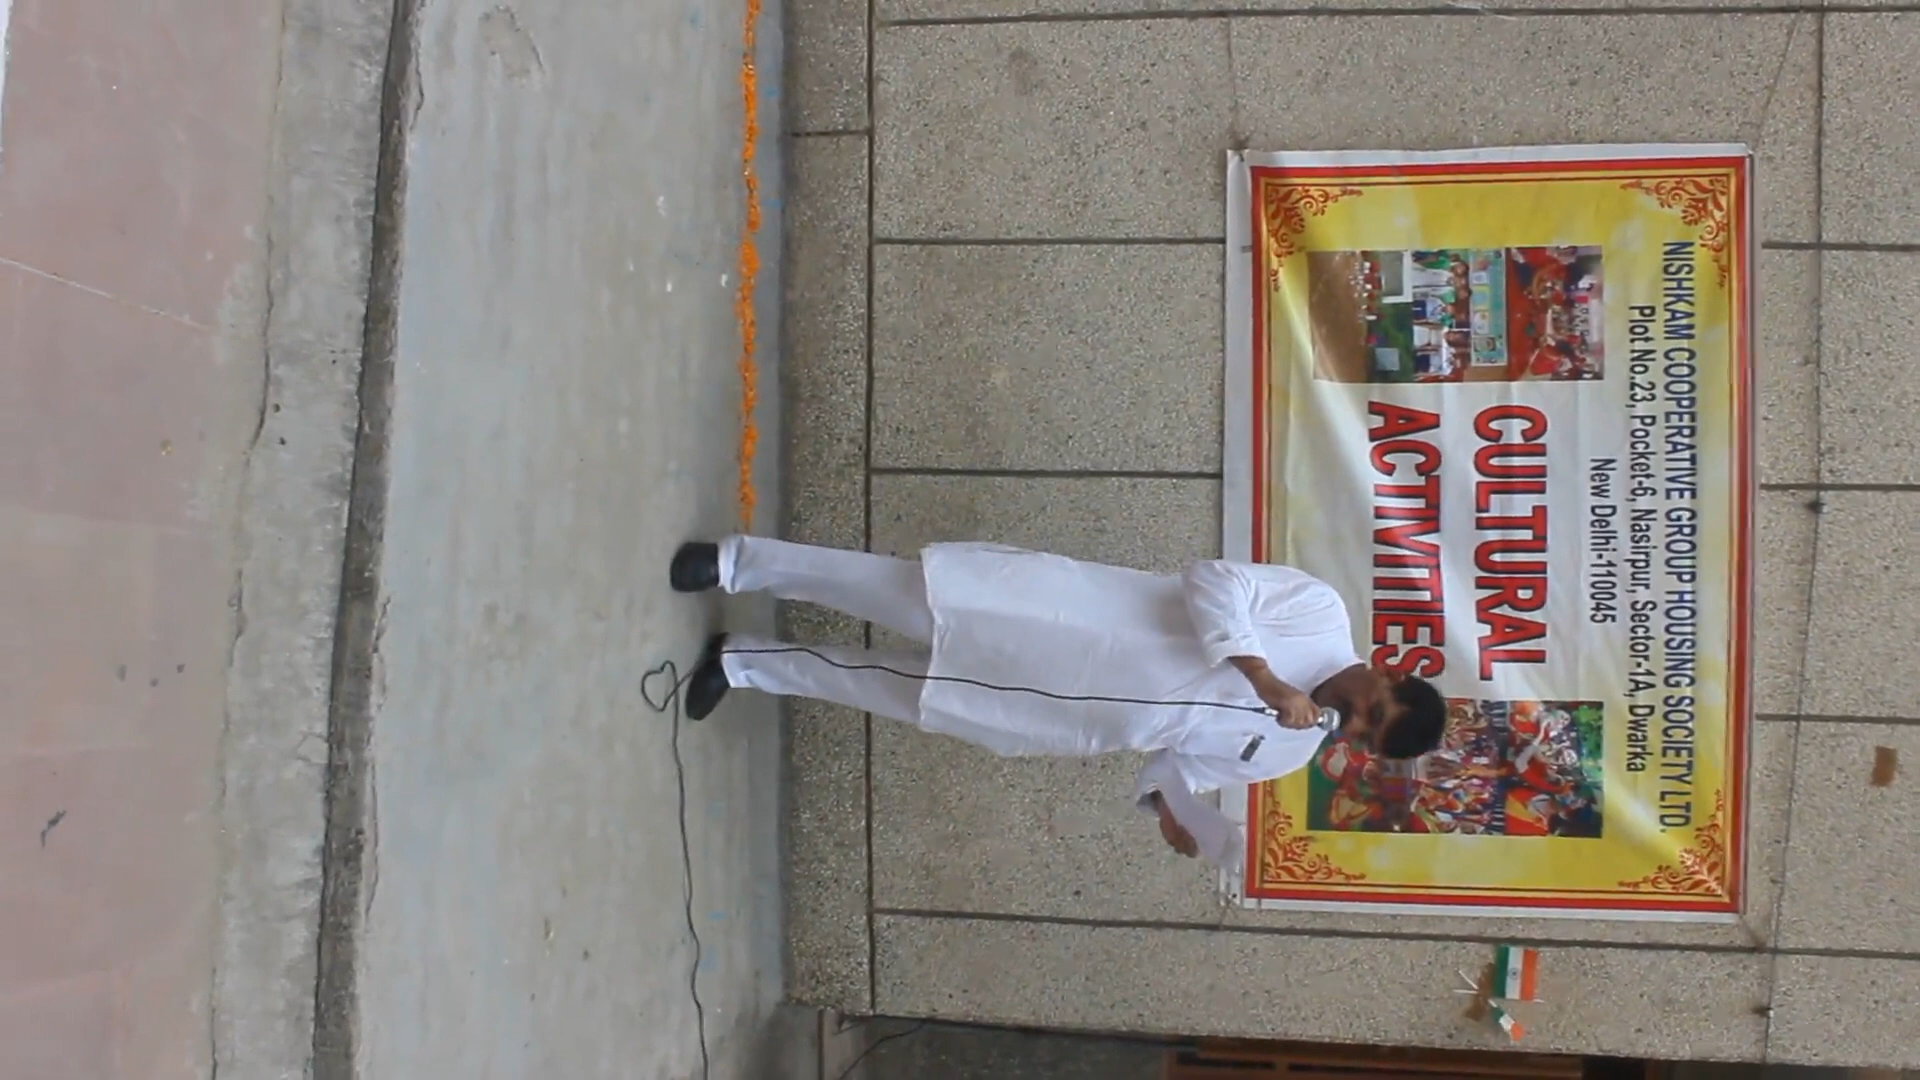 NISHKAM COOPERATIVE GROUP HOUSING SOCIETY LTD.
Plot No.23, Pocket-6, Nasirpur, Sector-1A, Dwarka
New Delhi-110045
CULTURAL
ACTIVITIES